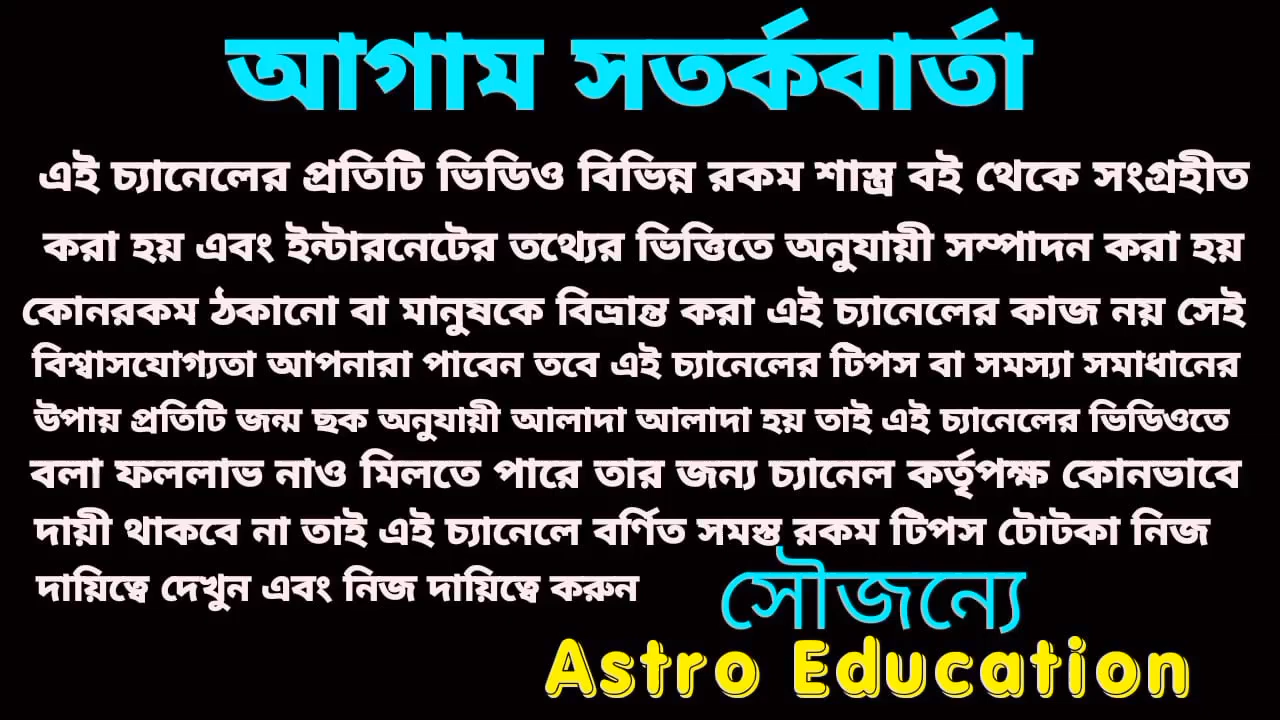 আগাম সতর্কবার্তা
এই চ্যানেলের প্রতিটি ভিডিও বিভিন্ন রকম শাস্ত্র বই থেকে সংগ্রহীত
করা হয় এবং ইন্টারনেটের তথ্যের ভিত্তিতে অনুযায়ী সম্পাদন করা হয়
কোনরকম ঠকানো বা মানুষকে বিভ্রান্ত করা এই চ্যানেলের কাজ নয় সেই
বিশ্বাসযোগ্যতা আপনারা পাবেন তবে এই চ্যানেলের টিপস বা সমস্যা সমাধানের
উপায় প্রতিটি জন্ম ছক অনুযায়ী আলাদা আলাদা হয় তাই এই চ্যানেলের ভিডিওতে
বলা ফললাভ নাও মিলতে পারে তার জন্য চ্যানেল কর্তৃপক্ষ কোনভাবে
দায়ী থাকবে না তাই এই চ্যানেলে বর্ণিত সমস্ত রকম টিপস টোটকা নিজ
দায়িত্বে দেখুন এবং নিজ দায়িত্বে করুন
সৌজন্যে
Astro Education